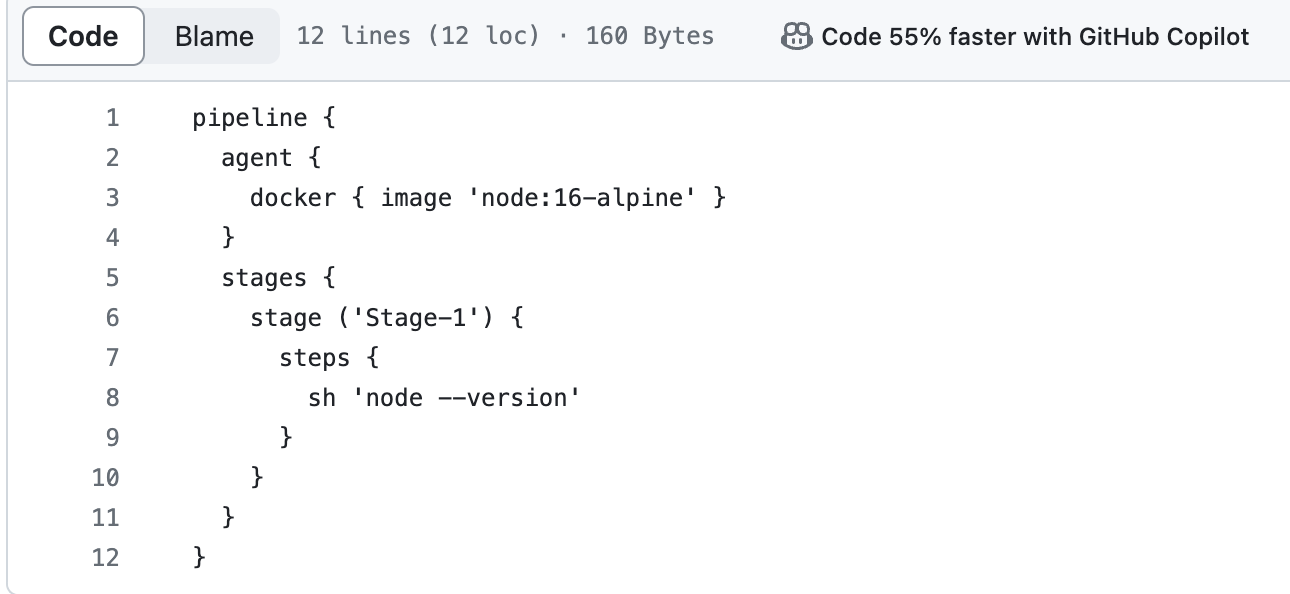 Code Blame 12 lines (12 loc) · 160 Bytes Code 55% faster with GitHub Copilot
1 pipeline {
2   agent {
3     docker { image 'node:16-alpine' }
4   }
5   stages {
6     stage ('Stage-1') {
7       steps {
8         sh 'node --version'
9       }
10     }
11   }
12 }